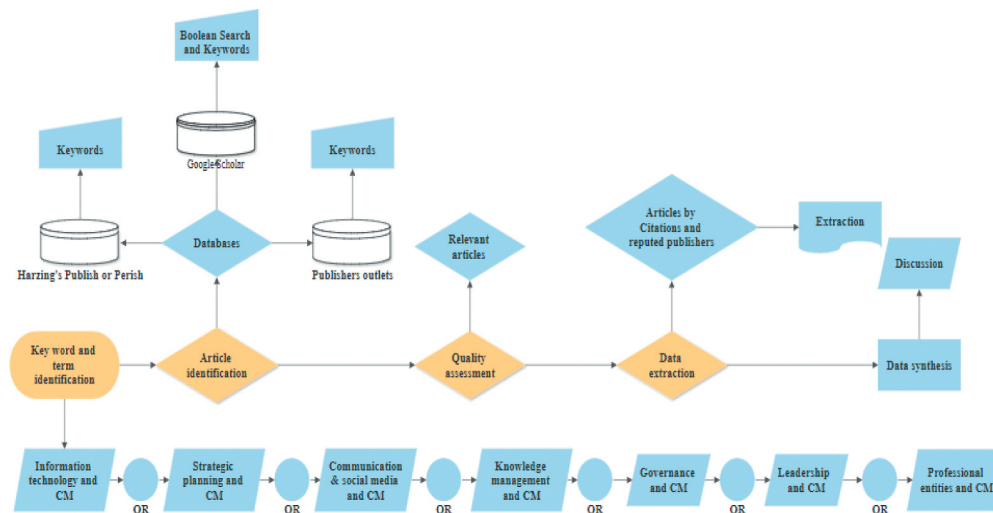 Boolean Search
and Keywords
Google Scholar
Keywords
Keywords
Harzing's Publish or Perish
Databases
Publishers outlets
Relevant
articles
Articles by
Citations and
reputed publishers
Extraction
Discussion
Key word and
term
identification
Article
identification
Quality
assessment
Data
extraction
Data synthesis
Information
technology and
CM
OR
Strategic
planning and CM
OR
Communication
& social media
and CM
OR
Knowledge
management
and CM
OR
Governance
and CM
OR
Leadership
and CM
OR
Professional
entities and CM